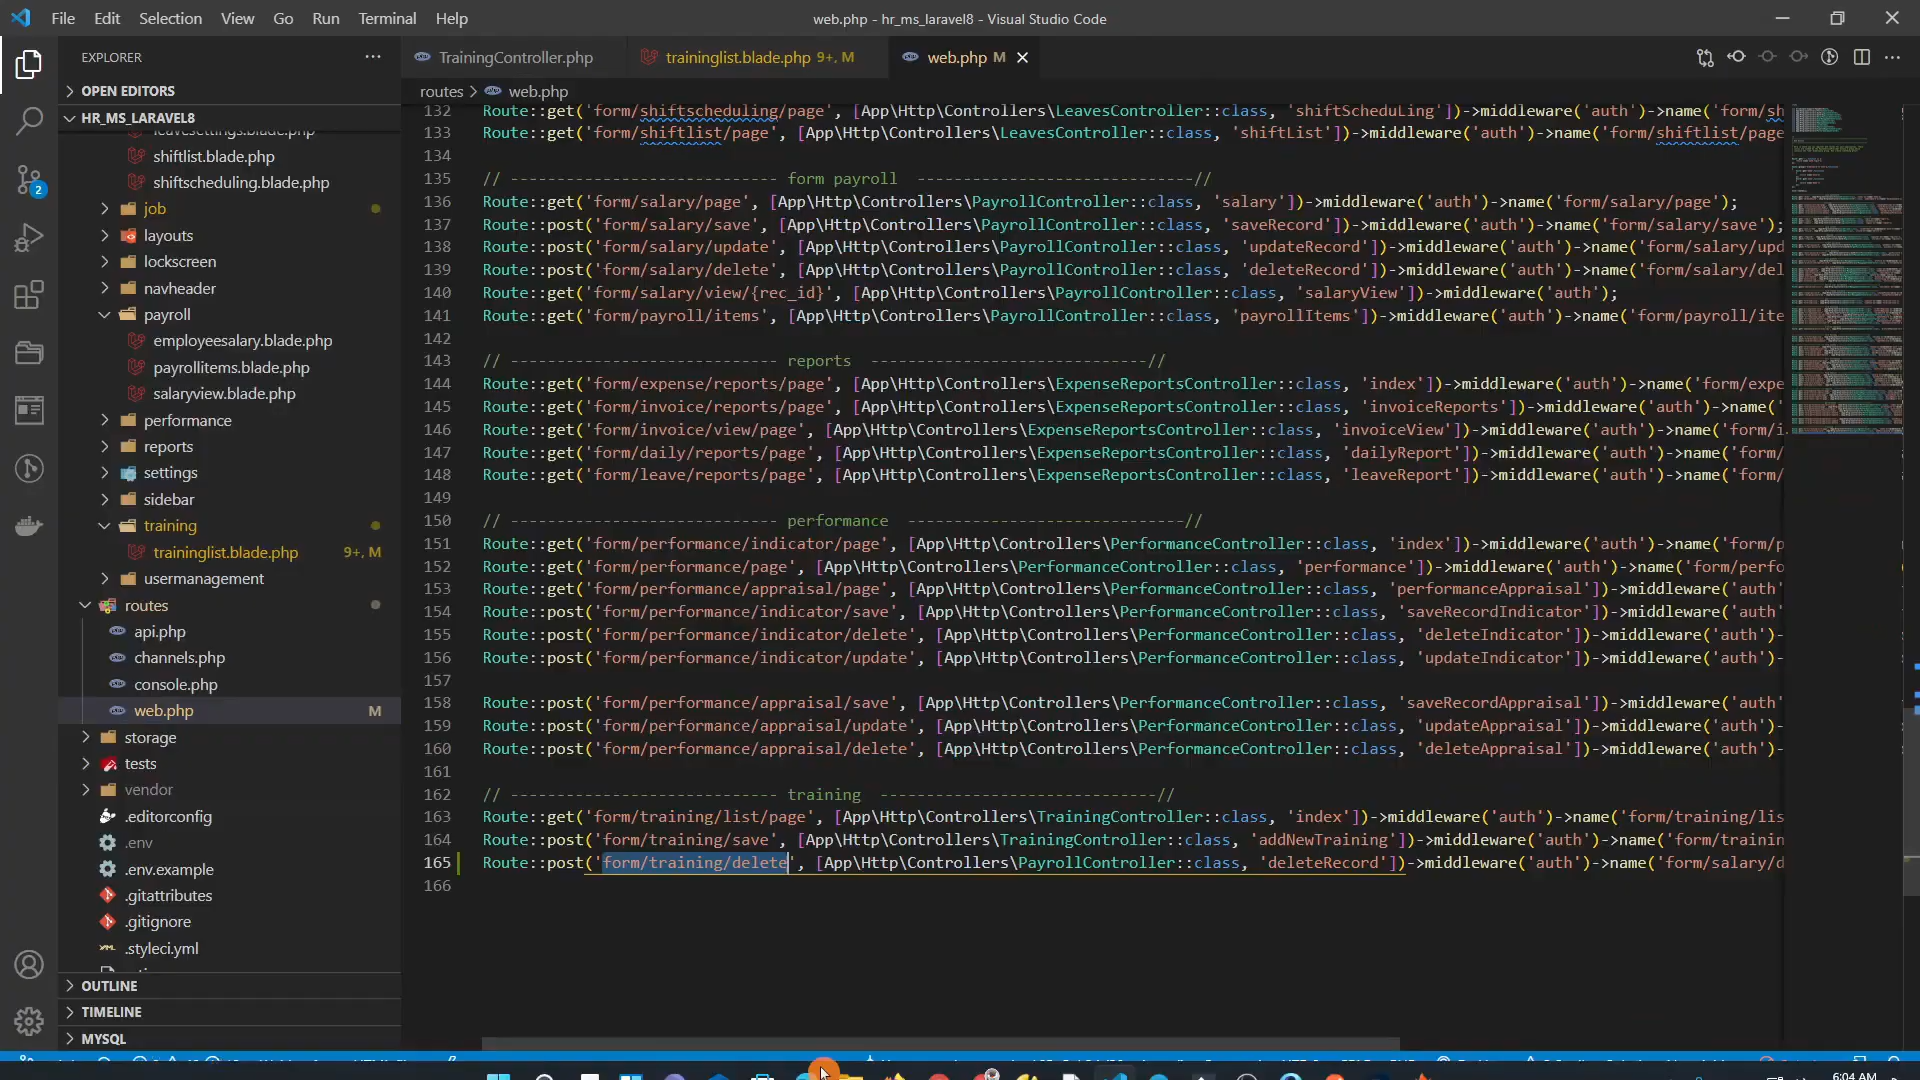 File Edit Selection View Go Run Terminal Help
web.php - hr_ms_laravel8 - Visual Studio Code
EXPLORER
OPEN EDITORS
HR_MS_LARAVEL8
leavesettings.blade.php
shiftlist.blade.php
shiftscheduling.blade.php
job
layouts
lockscreen
navheader
payroll
employeesalary.blade.php
payrollitems.blade.php
salaryview.blade.php
performance
reports
settings
sidebar
training
traininglist.blade.php 9+, M
usermanagement
routes
api.php
channels.php
console.php
web.php M
storage
tests
vendor
.editorconfig
.env
.env.example
.gitattributes
.gitignore
.styleci.yml
OUTLINE
TIMELINE
MYSQL
2
TrainingController.php
traininglist.blade.php 9+, M
web.php M
routes > web.php
132 Route::get('form/shiftscheduling/page', [App\Http\Controllers\LeavesController::class, 'shiftScheduLing'])->middleware('auth')->name('form/sh
133 Route::get('form/shiftlist/page', [App\Http\Controllers\LeavesController::class, 'shiftList'])->middleware('auth')->name('form/shiftlist/page
134
135 // ----------------------------- form payroll ------------------------------//
136 Route::get('form/salary/page', [App\Http\Controllers\PayrollController::class, 'salary'])->middleware('auth')->name('form/salary/page');
137 Route::post('form/salary/save', [App\Http\Controllers\PayrollController::class, 'saveRecord'])->middleware('auth')->name('form/salary/save');
138 Route::post('form/salary/update', [App\Http\Controllers\PayrollController::class, 'updateRecord'])->middleware('auth')->name('form/salary/upd
139 Route::post('form/salary/delete', [App\Http\Controllers\PayrollController::class, 'deleteRecord'])->middleware('auth')->name('form/salary/del
140 Route::get('form/salary/view/{rec_id}', [App\Http\Controllers\PayrollController::class, 'salaryView'])->middleware('auth');
141 Route::get('form/payroll/items', [App\Http\Controllers\PayrollController::class, 'payrollItems'])->middleware('auth')->name('form/payroll/ite
142
143 // ----------------------------- reports ------------------------------//
144 Route::get('form/expense/reports/page', [App\Http\Controllers\ExpenseReportsController::class, 'index'])->middleware('auth')->name('form/expe
145 Route::get('form/invoice/reports/page', [App\Http\Controllers\ExpenseReportsController::class, 'invoiceReports'])->middleware('auth')->name('
146 Route::get('form/invoice/view/page', [App\Http\Controllers\ExpenseReportsController::class, 'invoiceView'])->middleware('auth')->name('form/i
147 Route::get('form/daily/reports/page', [App\Http\Controllers\ExpenseReportsController::class, 'dailyReport'])->middleware('auth')->name('form/
148 Route::get('form/leave/reports/page', [App\Http\Controllers\ExpenseReportsController::class, 'leaveReport'])->middleware('auth')->name('form/
149
150 // ----------------------------- performance ------------------------------//
151 Route::get('form/performance/indicator/page', [App\Http\Controllers\PerformanceController::class, 'index'])->middleware('auth')->name('form/p
152 Route::get('form/performance/page', [App\Http\Controllers\PerformanceController::class, 'performance'])->middleware('auth')->name('form/perfo
153 Route::get('form/performance/appraisal/page', [App\Http\Controllers\PerformanceController::class, 'performanceAppraisal'])->middleware('auth'
154 Route::post('form/performance/indicator/save', [App\Http\Controllers\PerformanceController::class, 'saveRecordIndicator'])->middleware('auth'
155 Route::post('form/performance/indicator/delete', [App\Http\Controllers\PerformanceController::class, 'deleteIndicator'])->middleware('auth')-
156 Route::post('form/performance/indicator/update', [App\Http\Controllers\PerformanceController::class, 'updateIndicator'])->middleware('auth')-
157
158 Route::post('form/performance/appraisal/save', [App\Http\Controllers\PerformanceController::class, 'saveRecordAppraisal'])->middleware('auth'
159 Route::post('form/performance/appraisal/update', [App\Http\Controllers\PerformanceController::class, 'updateAppraisal'])->middleware('auth')-
160 Route::post('form/performance/appraisal/delete', [App\Http\Controllers\PerformanceController::class, 'deleteAppraisal'])->middleware('auth')-
161
162 // ----------------------------- training ------------------------------//
163 Route::get('form/training/list/page', [App\Http\Controllers\TrainingController::class, 'index'])->middleware('auth')->name('form/training/lis
164 Route::post('form/training/save', [App\Http\Controllers\TrainingController::class, 'addNewTraining'])->middleware('auth')->name('form/trainin
165 Route::post('form/training/delete', [App\Http\Controllers\PayrollController::class, 'deleteRecord'])->middleware('auth')->name('form/salary/d
166
6:04 AM